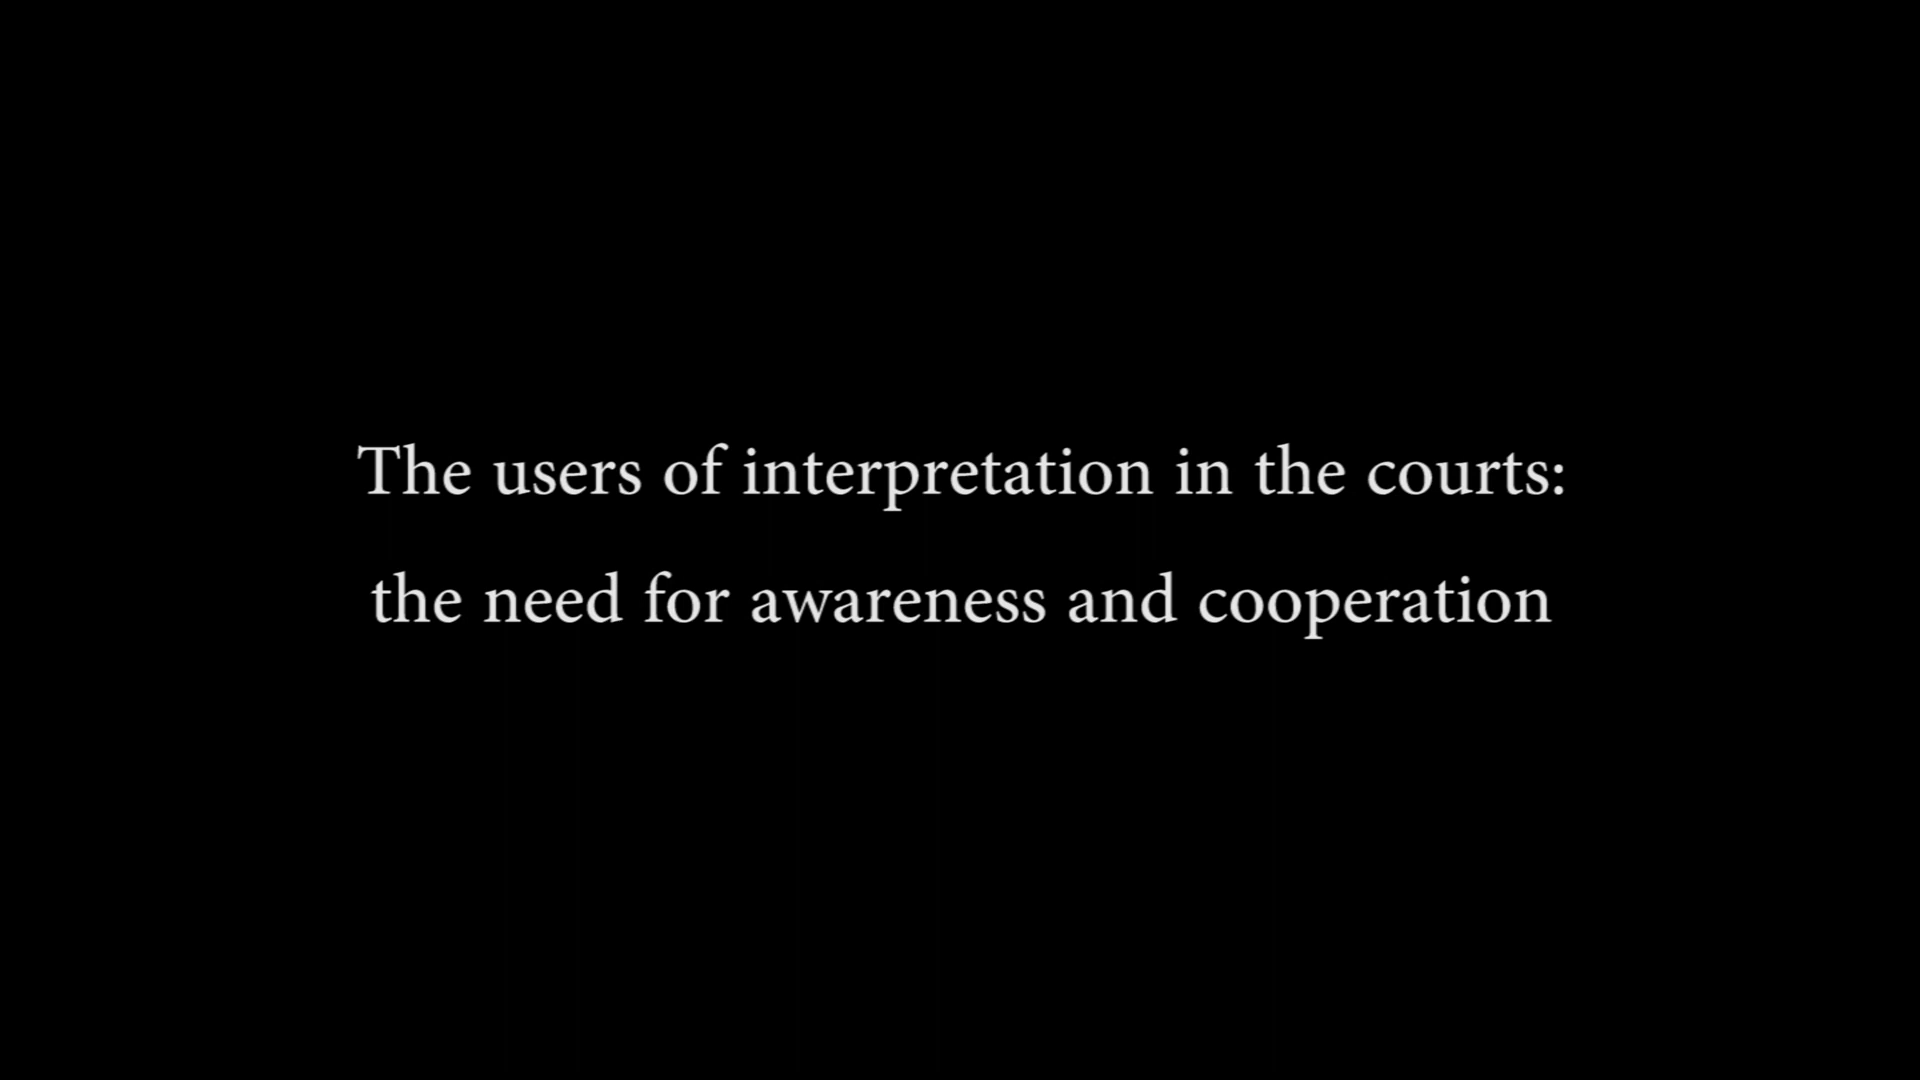 The users of interpretation in the courts:
the need for awareness and cooperation